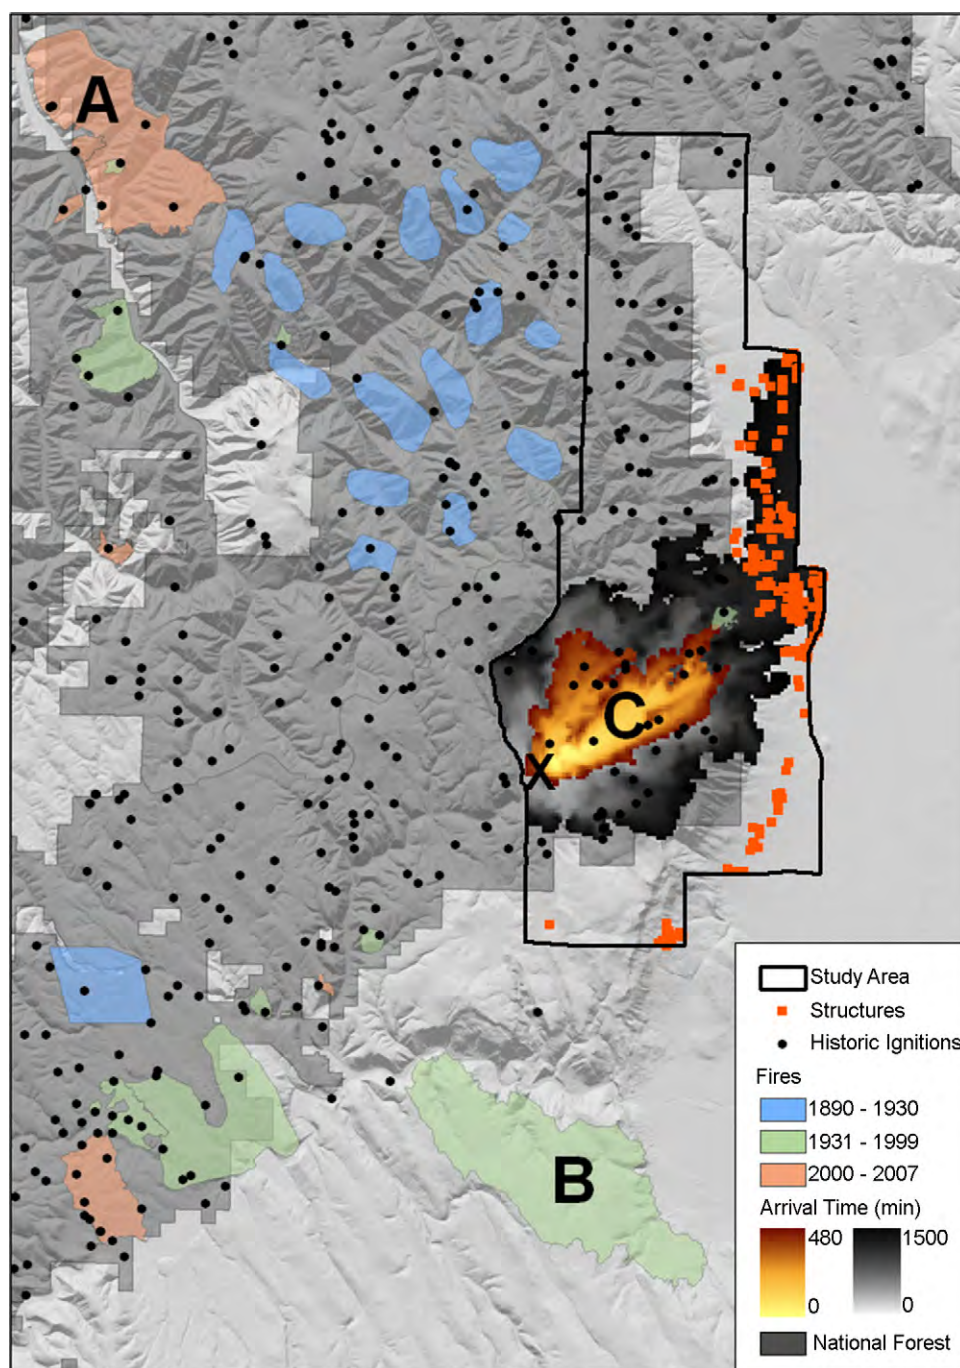 A
C
X
B
Study Area
Structures
Historic Ignitions
Fires
1890 - 1930
1931 - 1999
2000 - 2007
Arrival Time (min)
480 1500
0 0
National Forest